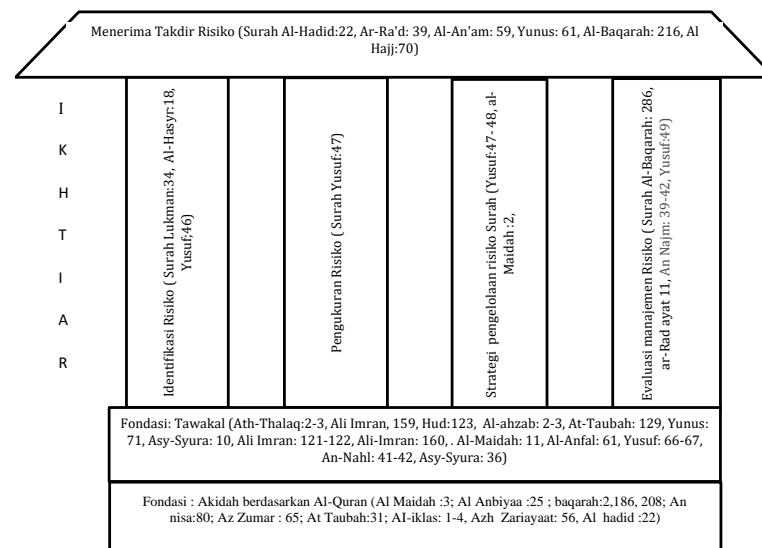 Menerima Takdir Risiko (Surah Al-Hadid:22, Ar-Ra'd: 39, Al-An'am: 59, Yunus: 61, Al-Baqarah: 216, Al
Hajj:70)
I
K
H
T
I
A
R
Identifikasi Risiko ( Surah Lukman:34, Al-Hasyr:18,
Yusuf;46)
Pengukuran Risiko ( Surah Yusuf:47)
Strategi pengelolaan risiko Surah (Yusuf:47- 48, al-
Maidah :2,
Evaluasi manajemen Risiko ( Surah Al-Baqarah: 286,
ar-Rad ayat 11, An Najm: 39-42, Yusuf:49)
Fondasi: Tawakal (Ath-Thalaq:2-3, Ali Imran, 159, Hud:123, Al-ahzab: 2-3, At-Taubah: 129, Yunus:
71, Asy-Syura: 10, Ali Imran: 121-122, Ali-Imran: 160, . Al-Maidah: 11, Al-Anfal: 61, Yusuf: 66-67,
An-Nahl: 41-42, Asy-Syura: 36)
Fondasi : Akidah berdasarkan Al-Quran (Al Maidah :3; Al Anbiyaa :25 ; baqarah:2,186, 208; An
nisa:80; Az Zumar : 65; At Taubah:31; AI-iklas: 1-4, Azh Zariayaat: 56, Al hadid :22)